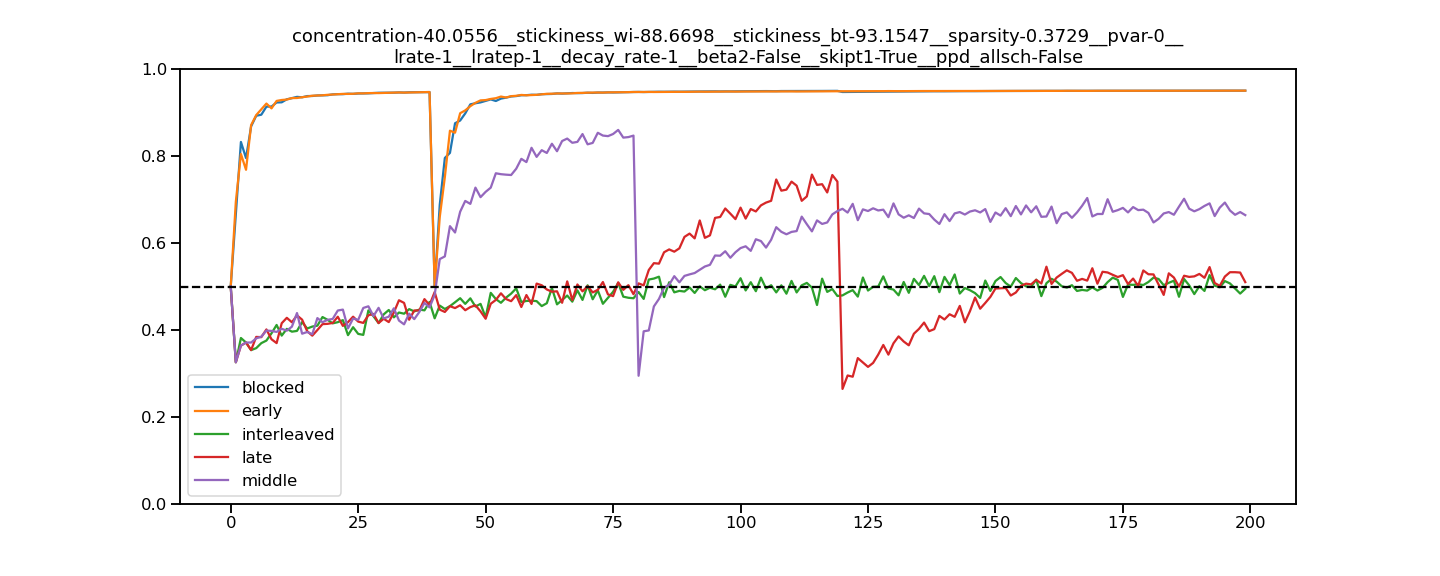 concentration-40.0556__stickiness_wi-88.6698__stickiness_bt-93.1547__sparsity-0.3729__pvar-0__
lrate-1__lratep-1__decay_rate-1__beta2-False__skipt1-True__ppd_allsch-False
1.0
0.8
0.6
0.4
0.2
0.0
blocked
early
interleaved
late
middle
0 25 50 75 100 125 150 175 200